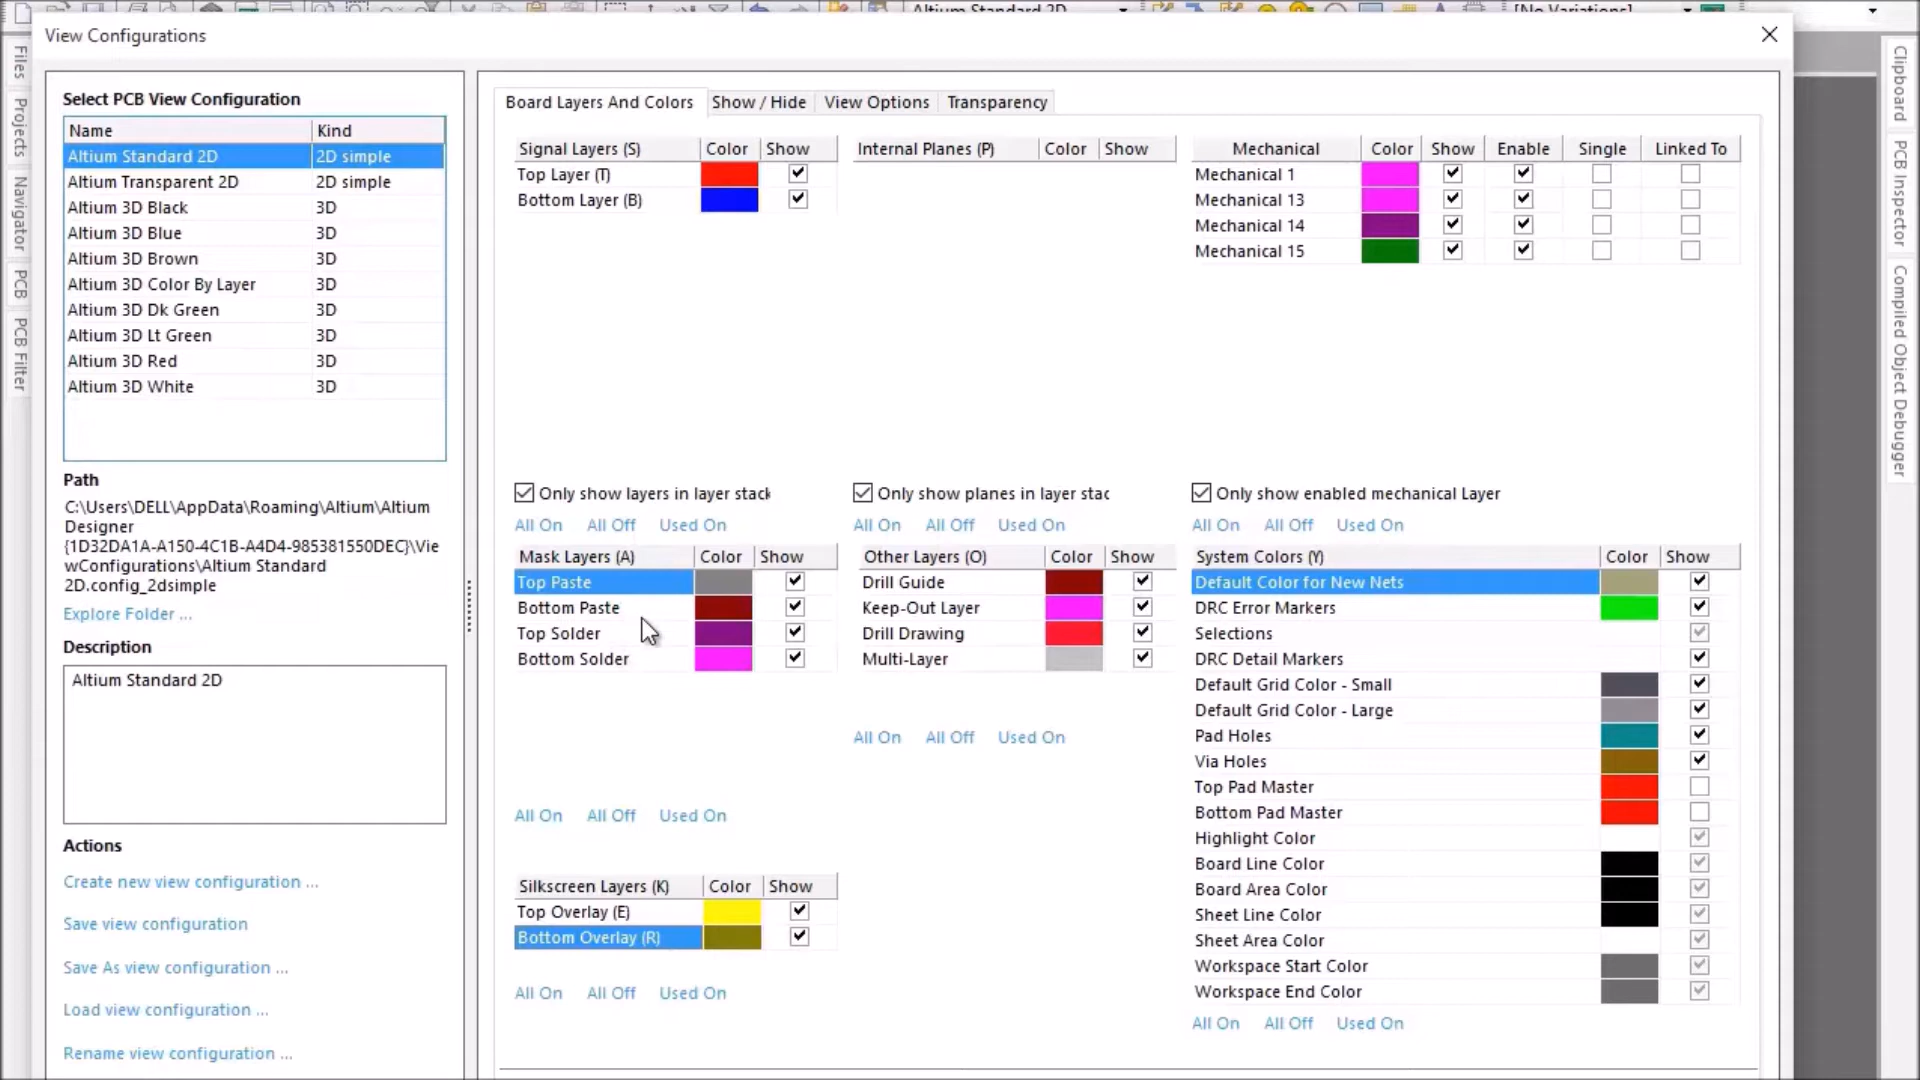 Altium Standard 2D
[No Variations]
View Configurations
Files
Projects
Navigator
PCB
PCB Filter
Select PCB View Configuration
Name Kind
Altium Standard 2D 2D simple
Altium Transparent 2D 2D simple
Altium 3D Black 3D
Altium 3D Blue 3D
Altium 3D Brown 3D
Altium 3D Color By Layer 3D
Altium 3D Dk Green 3D
Altium 3D Lt Green 3D
Altium 3D Red 3D
Altium 3D White 3D
Path
C:\Users\DELL\AppData\Roaming\Altium\Altium
Designer
{1D32DA1A-A150-4C1B-A4D4-985381550DEC}\Vie
wConfigurations\Altium Standard
2D.config_2dsimple
Explore Folder ...
Description
Altium Standard 2D
Actions
Create new view configuration ...
Save view configuration
Save As view configuration ...
Load view configuration ...
Rename view configuration ...
Board Layers And Colors Show / Hide View Options Transparency
Signal Layers (S) Color Show
Top Layer (T)
Bottom Layer (B)
Only show layers in layer stack
All On All Off Used On
Internal Planes (P) Color Show
Only show planes in layer stac
All On All Off Used On
Mechanical Color Show Enable Single Linked To
Mechanical 1
Mechanical 13
Mechanical 14
Mechanical 15
Only show enabled mechanical Layer
All On All Off Used On
Mask Layers (A) Color Show
Top Paste
Bottom Paste
Top Solder
Bottom Solder
All On All Off Used On
Other Layers (O) Color Show
Drill Guide
Keep-Out Layer
Drill Drawing
Multi-Layer
All On All Off Used On
Silkscreen Layers (K) Color Show
Top Overlay (E)
Bottom Overlay (R)
All On All Off Used On
System Colors (Y) Color Show
Default Color for New Nets
DRC Error Markers
Selections
DRC Detail Markers
Default Grid Color - Small
Default Grid Color - Large
Pad Holes
Via Holes
Top Pad Master
Bottom Pad Master
Highlight Color
Board Line Color
Board Area Color
Sheet Line Color
Sheet Area Color
Workspace Start Color
Workspace End Color
All On All Off Used On
Clipboard
PCB Inspector
Compiled Object Debugger